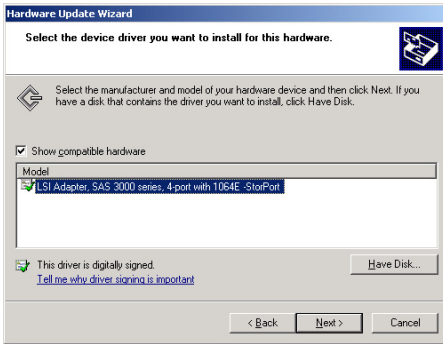 Hardware Update Wizard
Select the device driver you want to install for this hardware.
Select the manufacturer and model of your hardware device and then click Next. If you
have a disk that contains the driver you want to install, click Have Disk.
Show compatible hardware
Model
LSI Adapter, SAS 3000 series, 4-port with 1064E -StorPort
This driver is digitally signed.
Have Disk...
Tell me why driver signing is important
< Back
Next >
Cancel